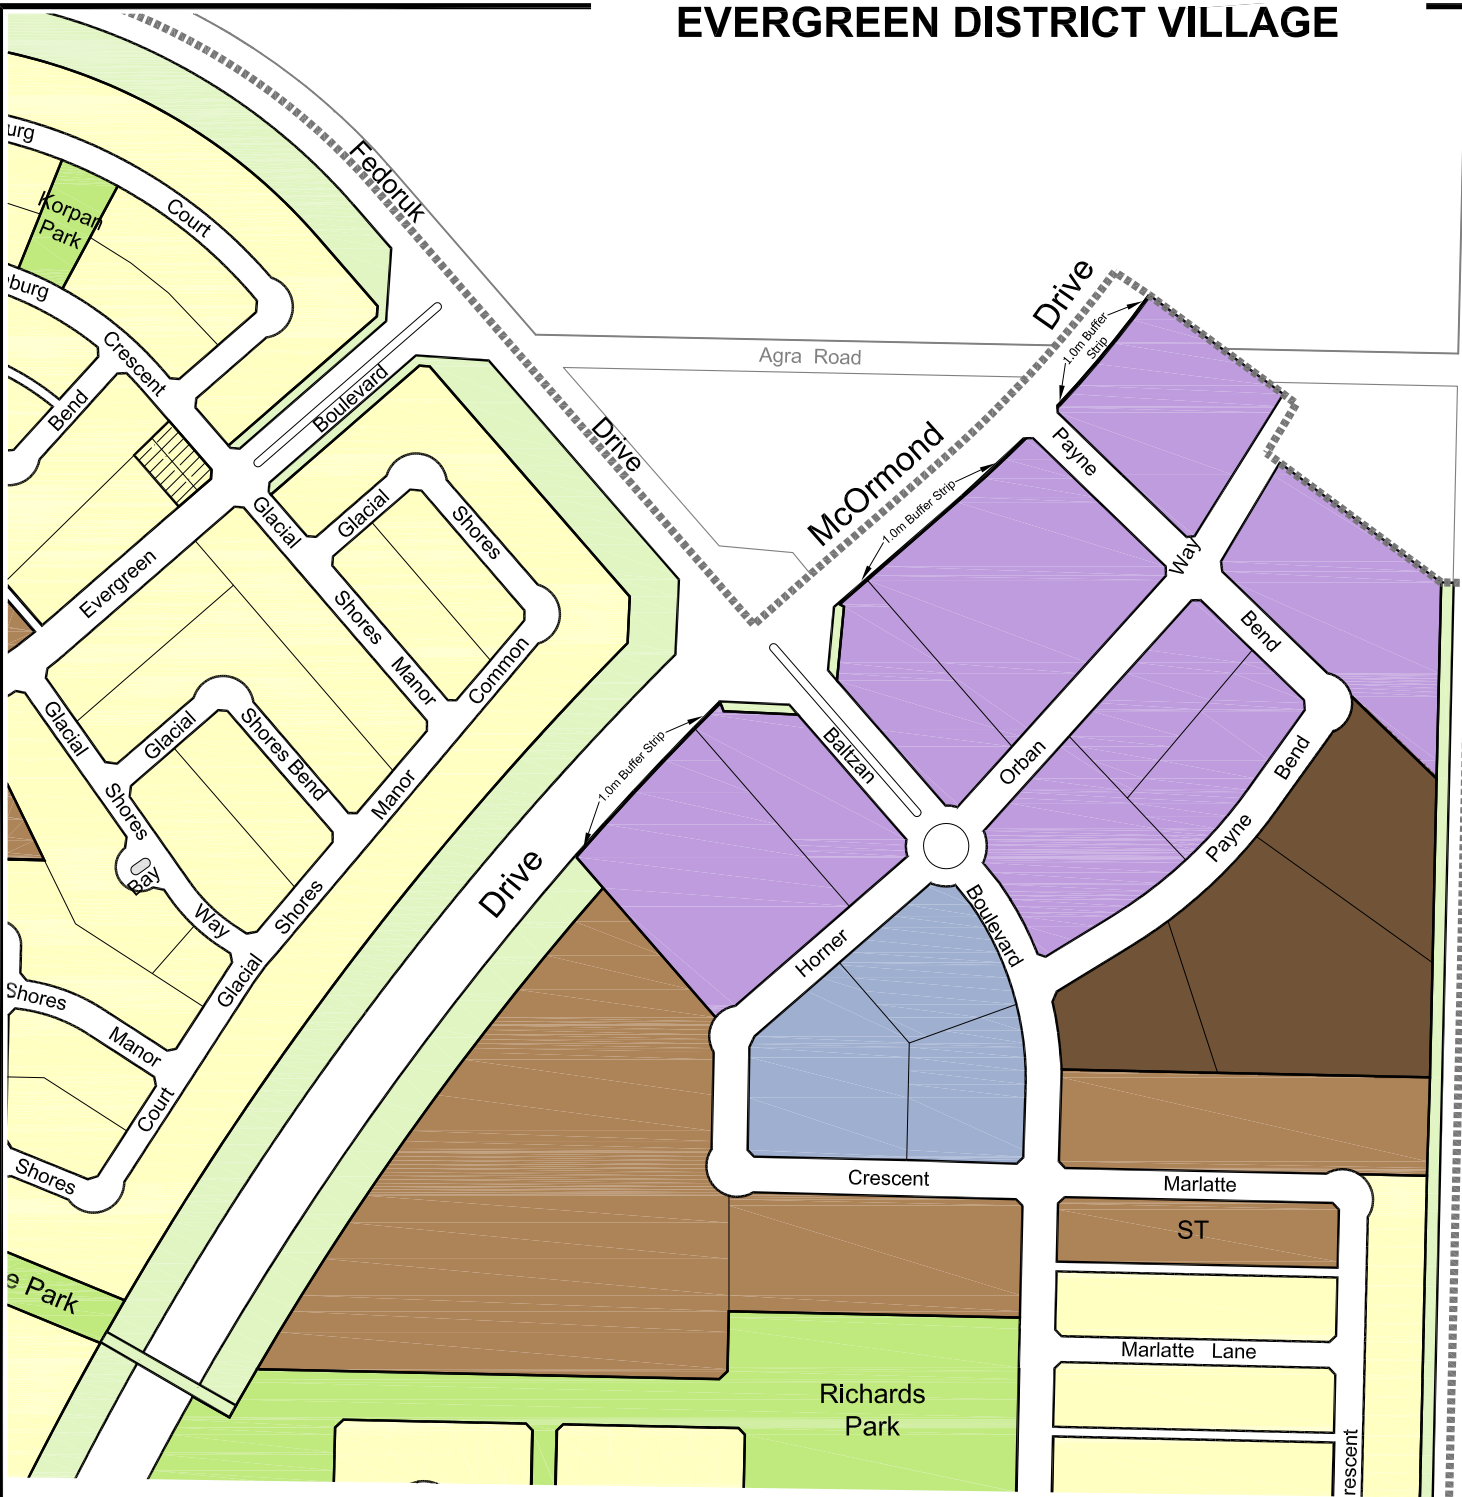 EVERGREEN DISTRICT VILLAGE
urg
Korpan
Park
Court
burg
Crescent
Bend
Fedoruk
Drive
Boulevard
Evergreen
Agra Road
Drive
McOrmond
1.0m Buffer
Strip
1.0m Buffer Strip
Payne
Way
Bend
Glacial
Glacial
Shores
Shores
Manor
Common
Glacial
Glacial
Shores Bend
Shores
Manor
Bay
Way
Shores
Glacial
Shores
Manor
Court
Shores
e Park
1.0m Buffer Strip
Baltzan
Orban
Bend
Payne
Drive
Boulevard
Horner
Crescent
Marlatte
ST
Marlatte Lane
Richards
Park
rescent